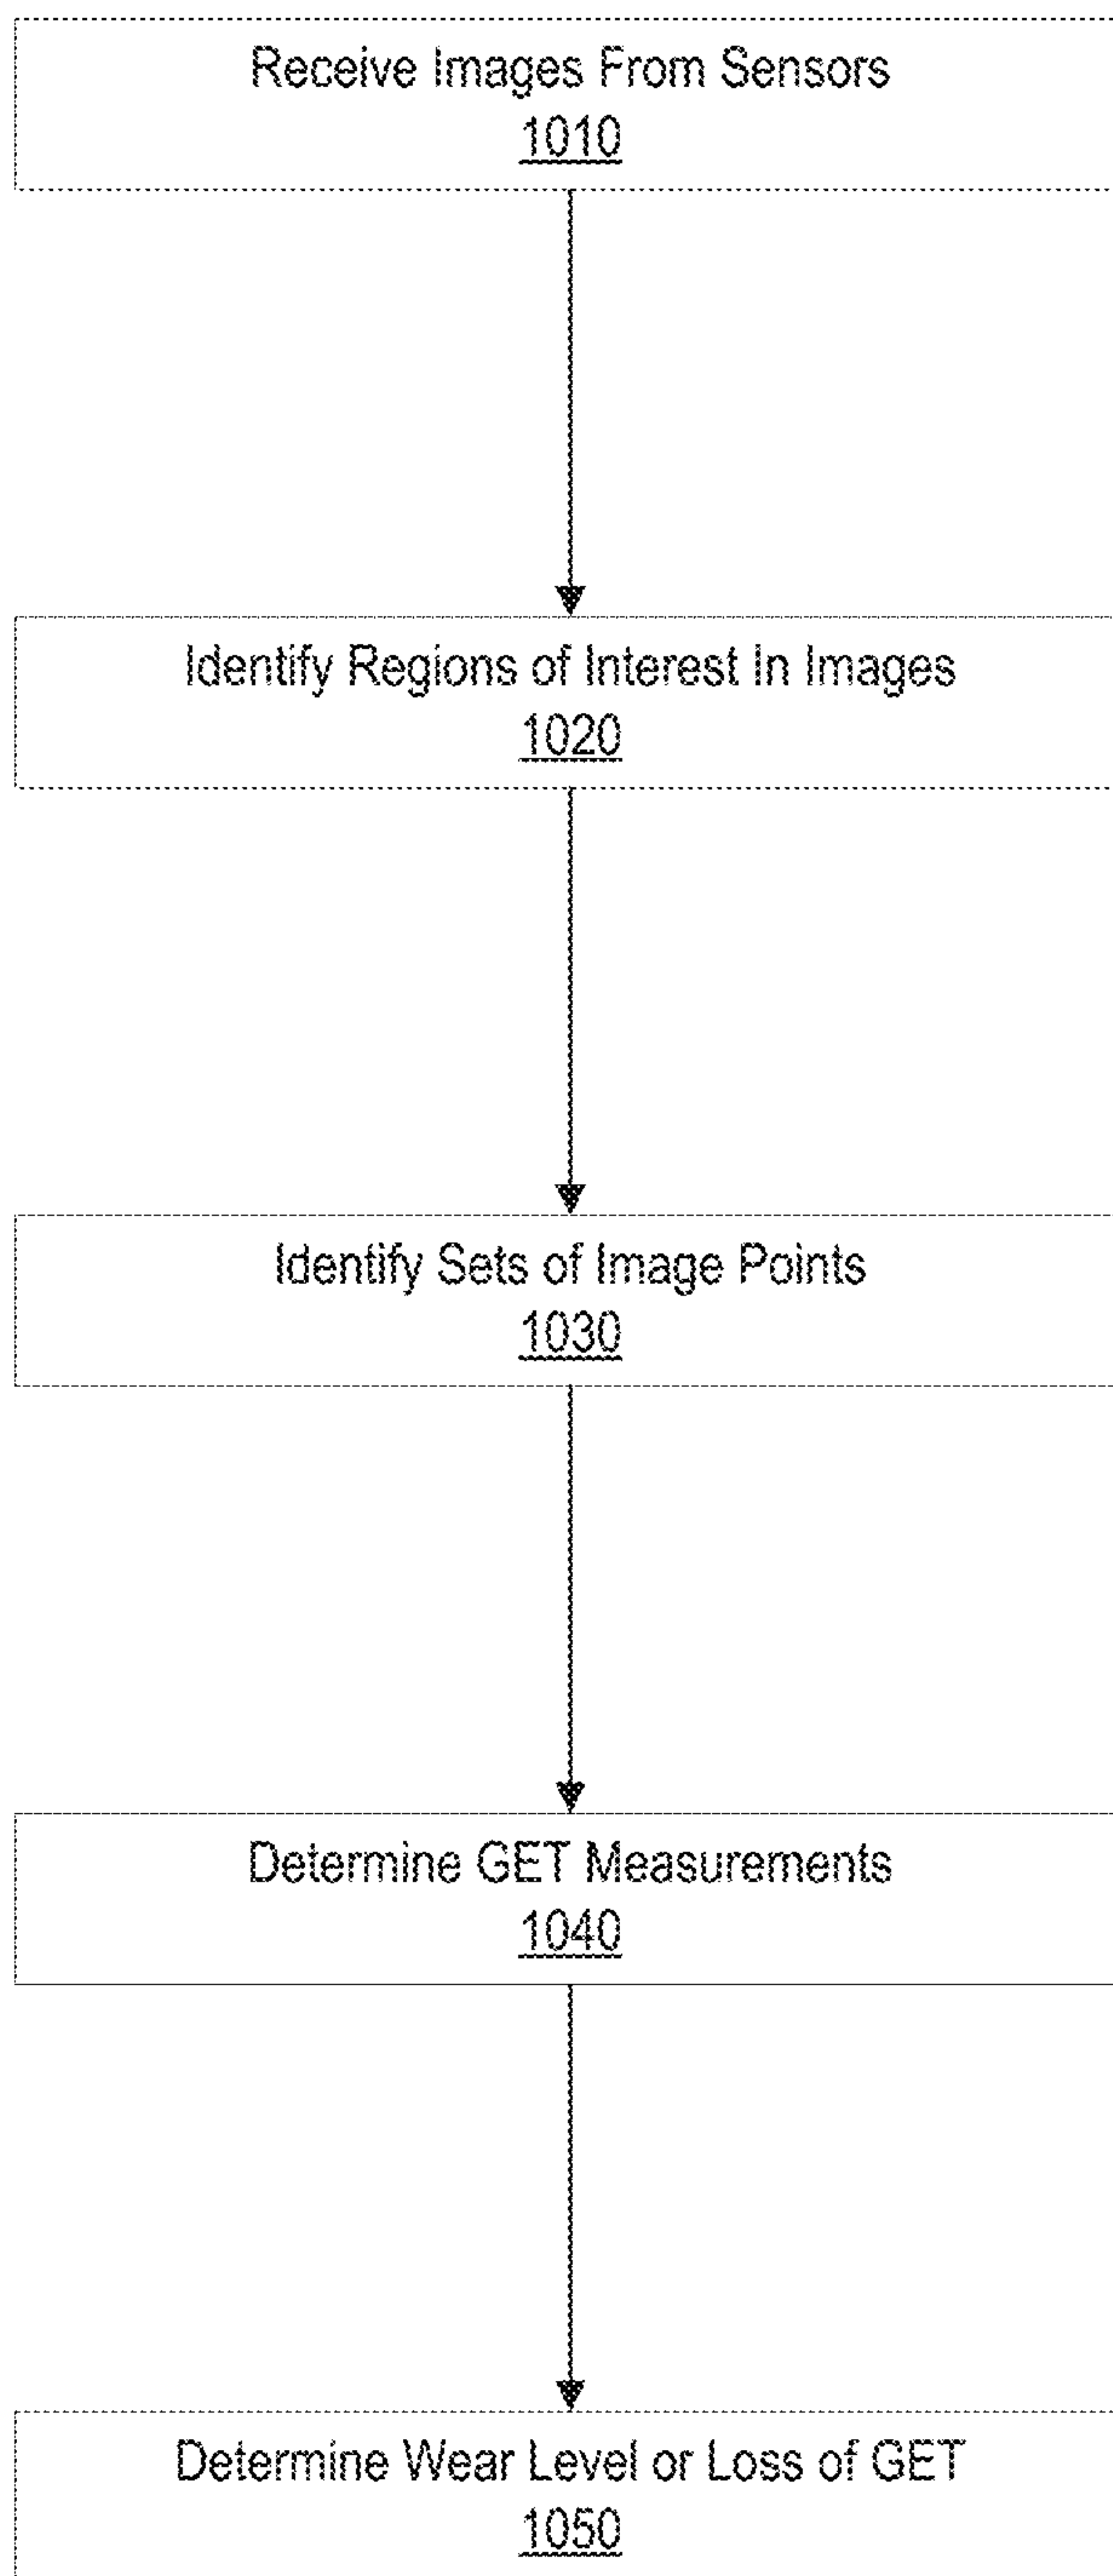 Receive Images From Sensors
1010
Identify Regions of Interest In Images
1020
Identify Sets of Image Points
1030
Determine GET Measurements
1040
Determine Wear Level or Loss of GET
1050